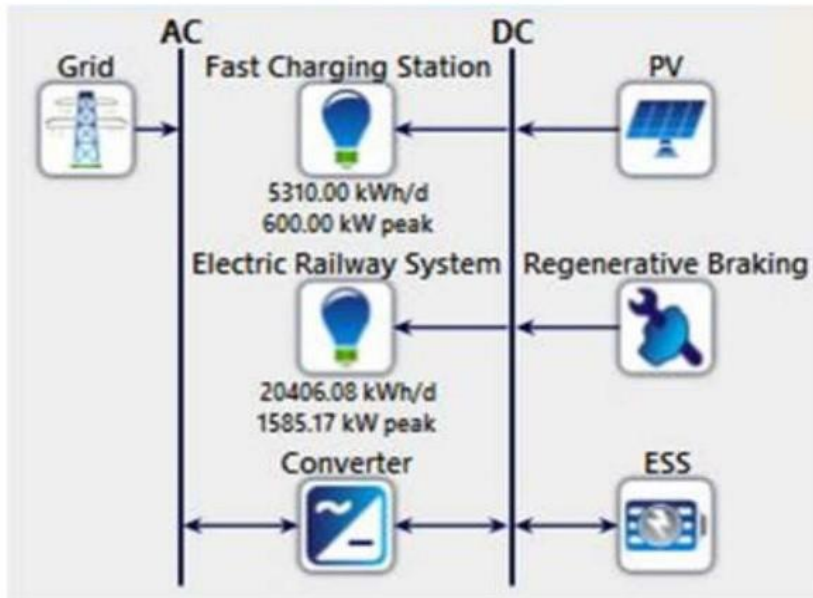 AC
DC
Grid
Fast Charging Station
PV
5310.00 kWh/d
600.00 kW peak
Electric Railway System
Regenerative Braking
20406.08 kWh/d
1585.17 kW peak
Converter
ESS